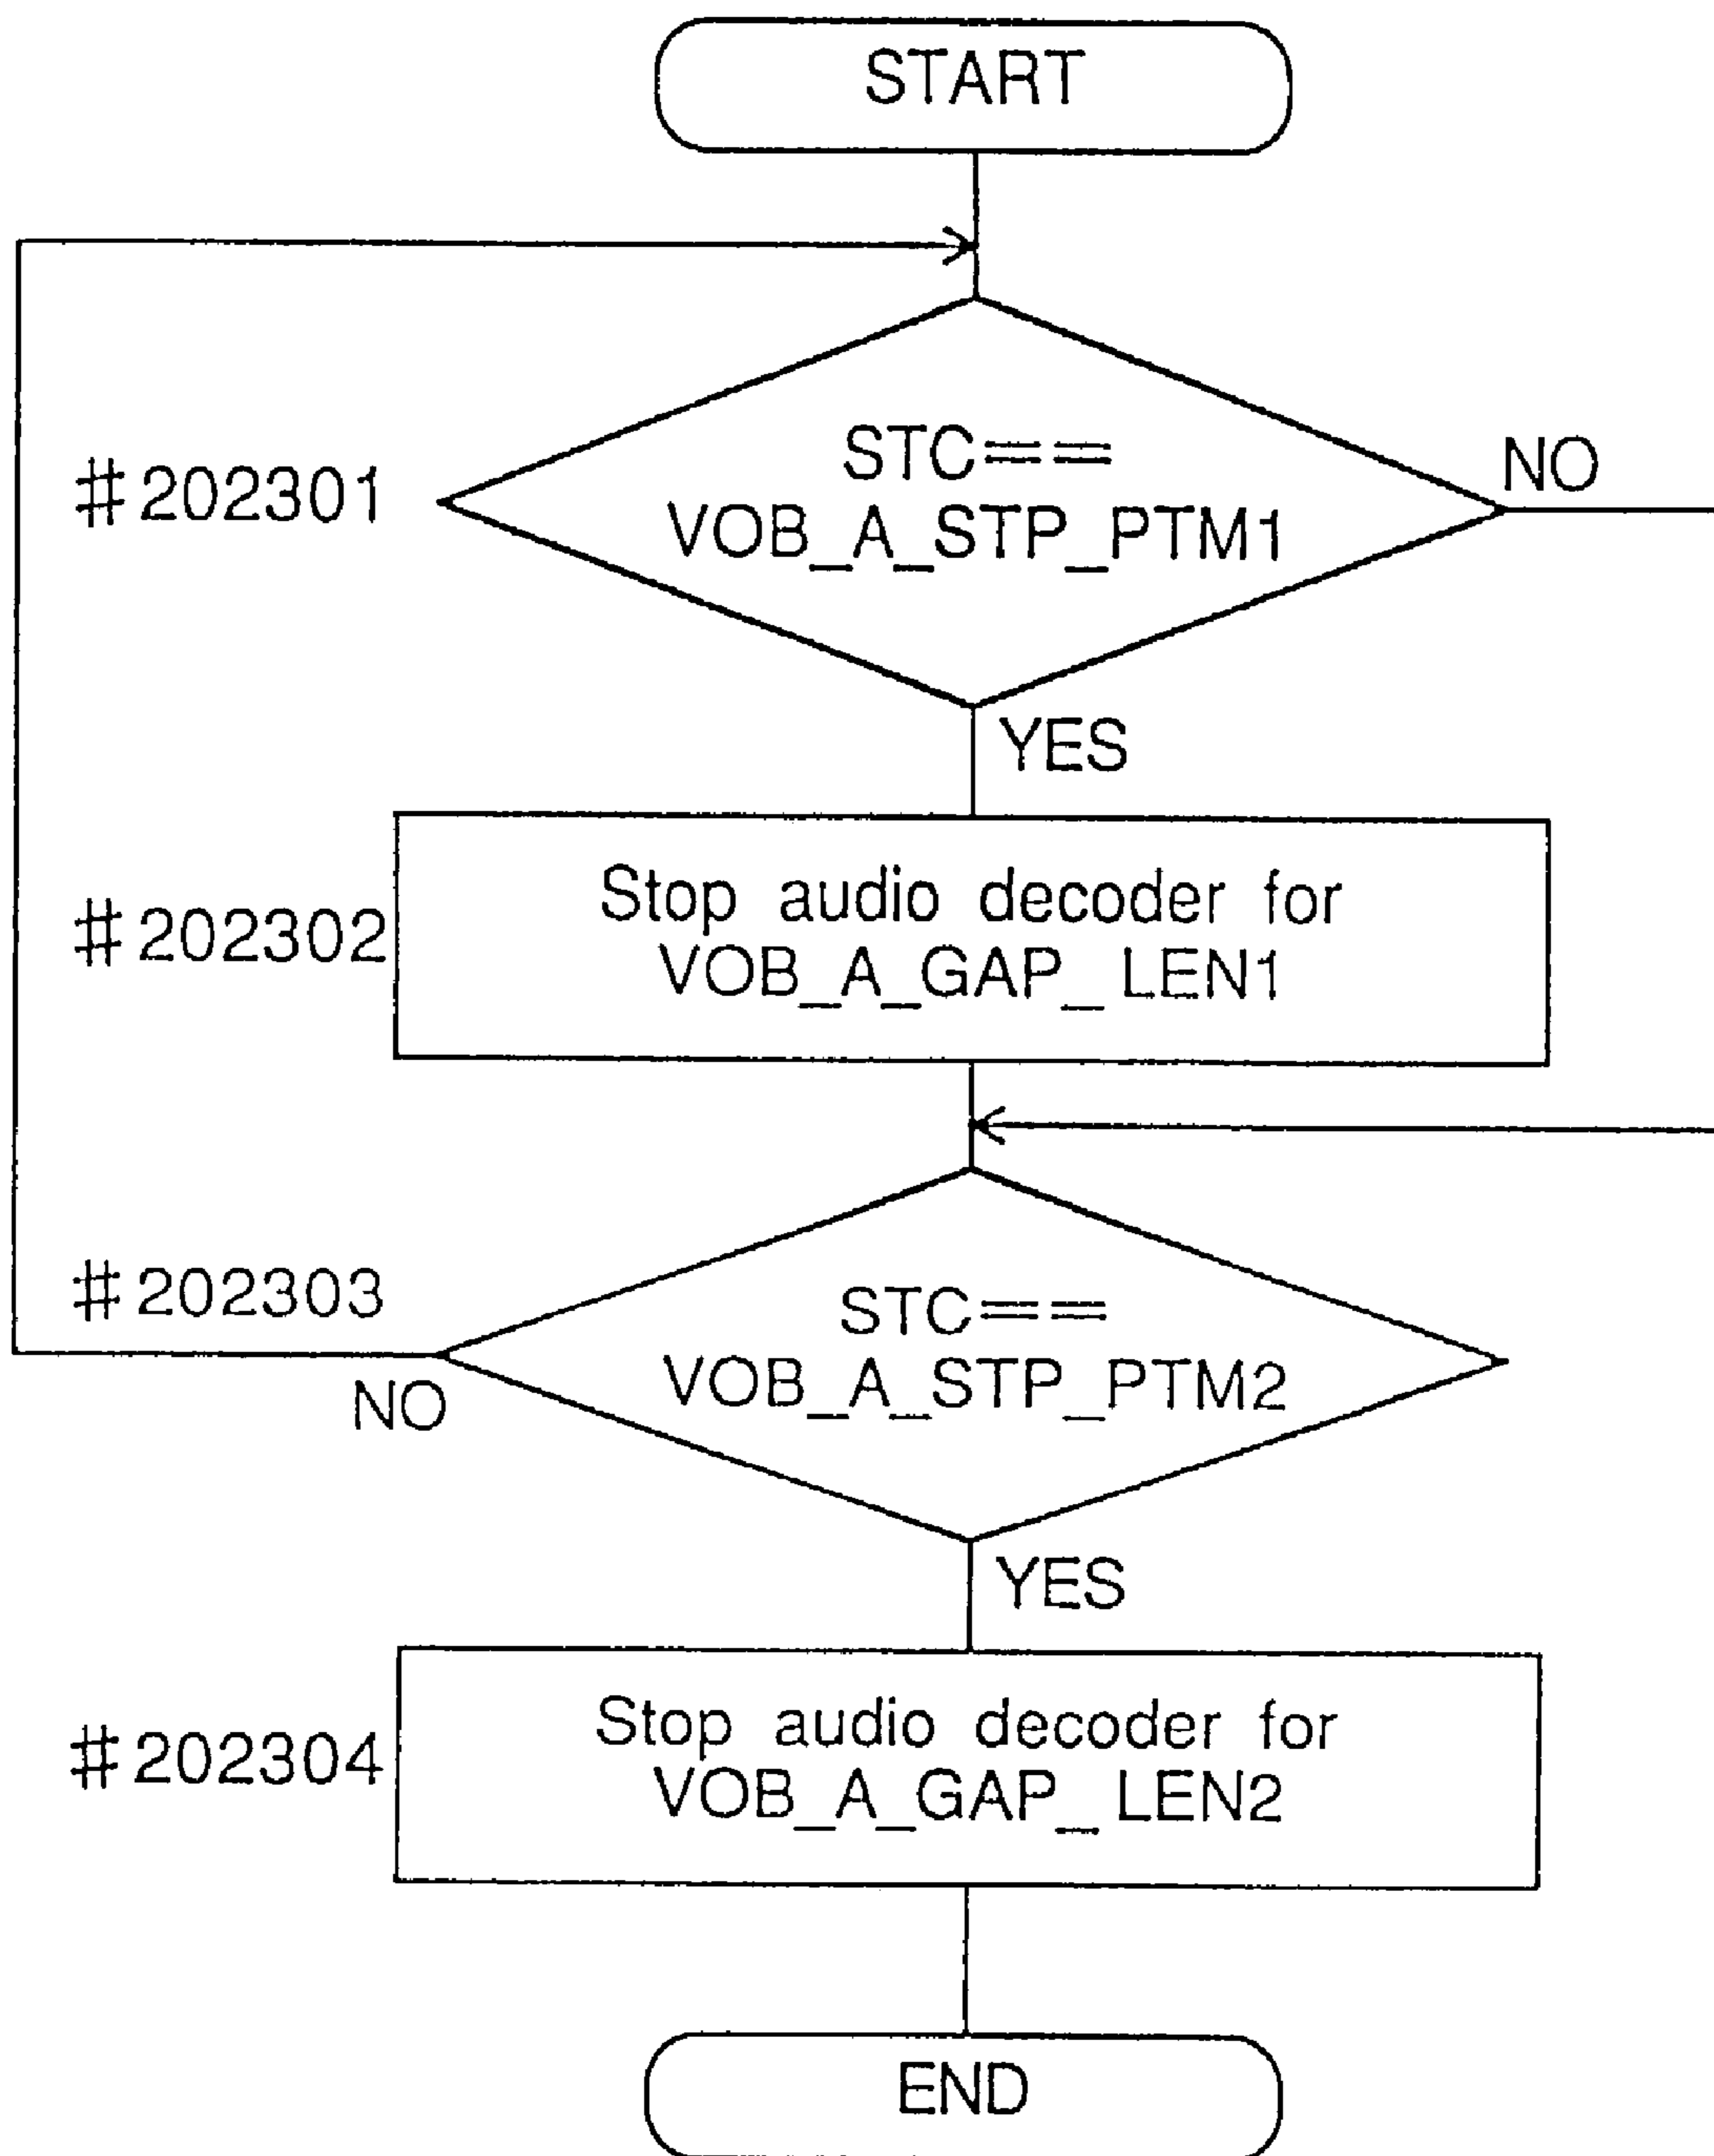 START
#202301
STC==
VOB_A_STP_PTM1
NO
YES
#202302
Stop audio decoder for
VOB_A_GAP_LEN1
#202303
STC==
VOB_A_STP_PTM2
NO
YES
#202304
Stop audio decoder for
VOB_A_GAP_LEN2
END